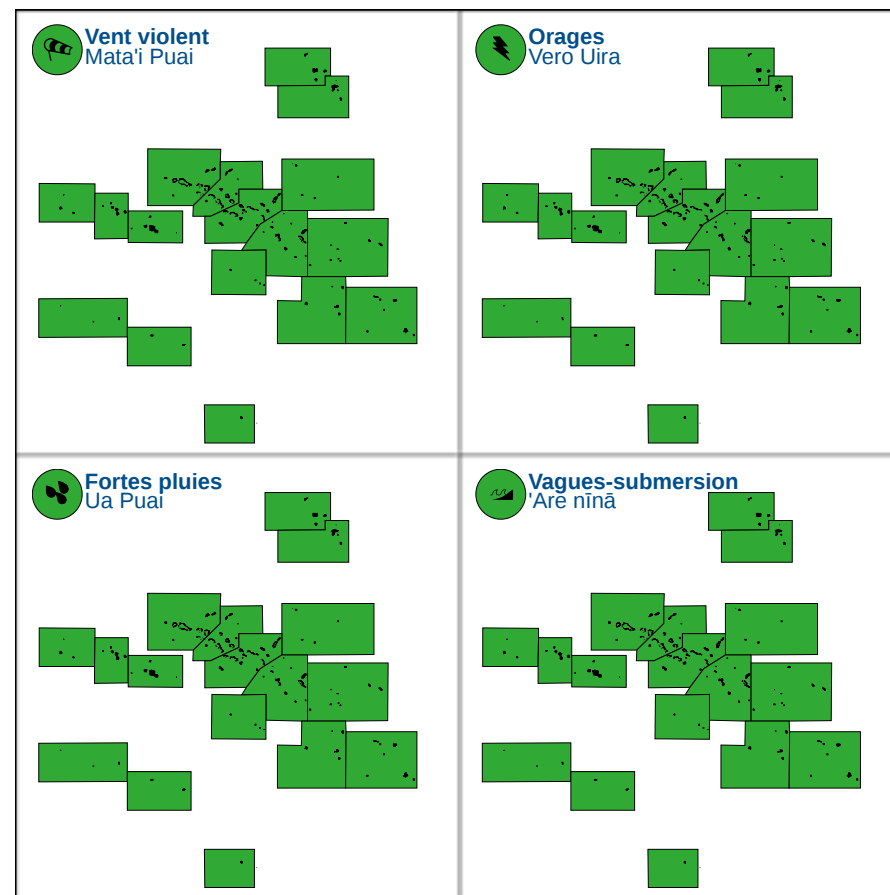 Vent violent
Mata'i Puai
Orages
Vero Uira
Fortes pluies
Ua Puai
Vagues-submersion
'Are nīnā